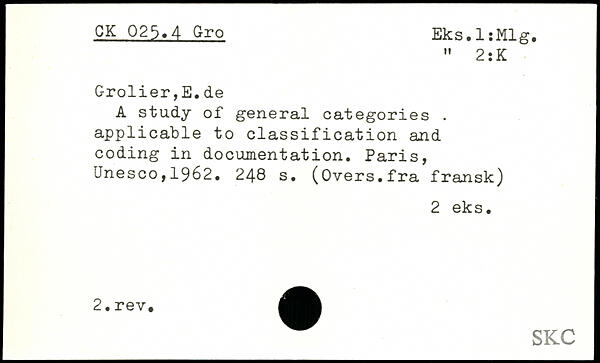 CK 025.4 Gro
Eks.1:Mlg.
" 2:K
Grolier,E.de
A study of general categories .
applicable to classification and
coding in documentation. Paris,
Unesco,1962. 248 s. (Overs.fra fransk)
2 eks.
2.rev.
SKC